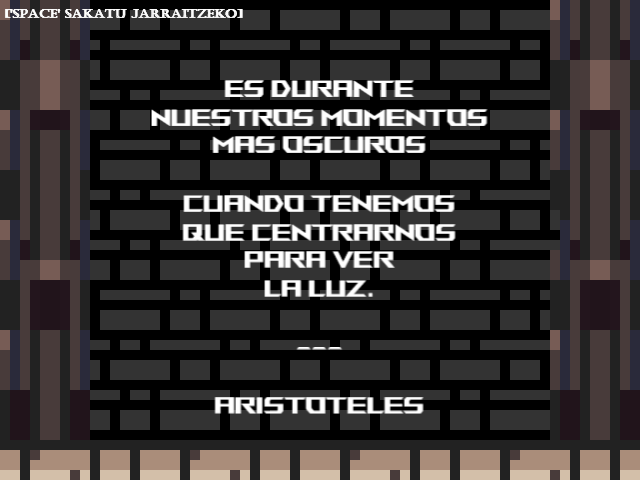 ['SPACE' SAKATU JARRAITZEKO]
ES DURANTE
NUESTROS MOMENTOS
MAS OSCUROS
CUANDO TENEMOS
QUE CENTRARNOS
PARA VER
LA LUZ.
---
ARISTOTELES